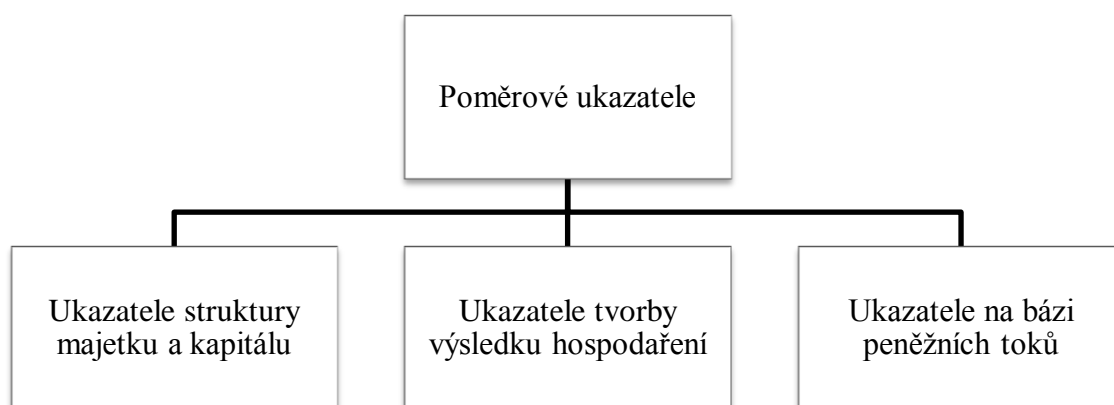 Poměrové ukazatele
Ukazatele struktury
majetku a kapitálu
Ukazatele tvorby
výsledku hospodaření
Ukazatele na bázi
peněžních toků